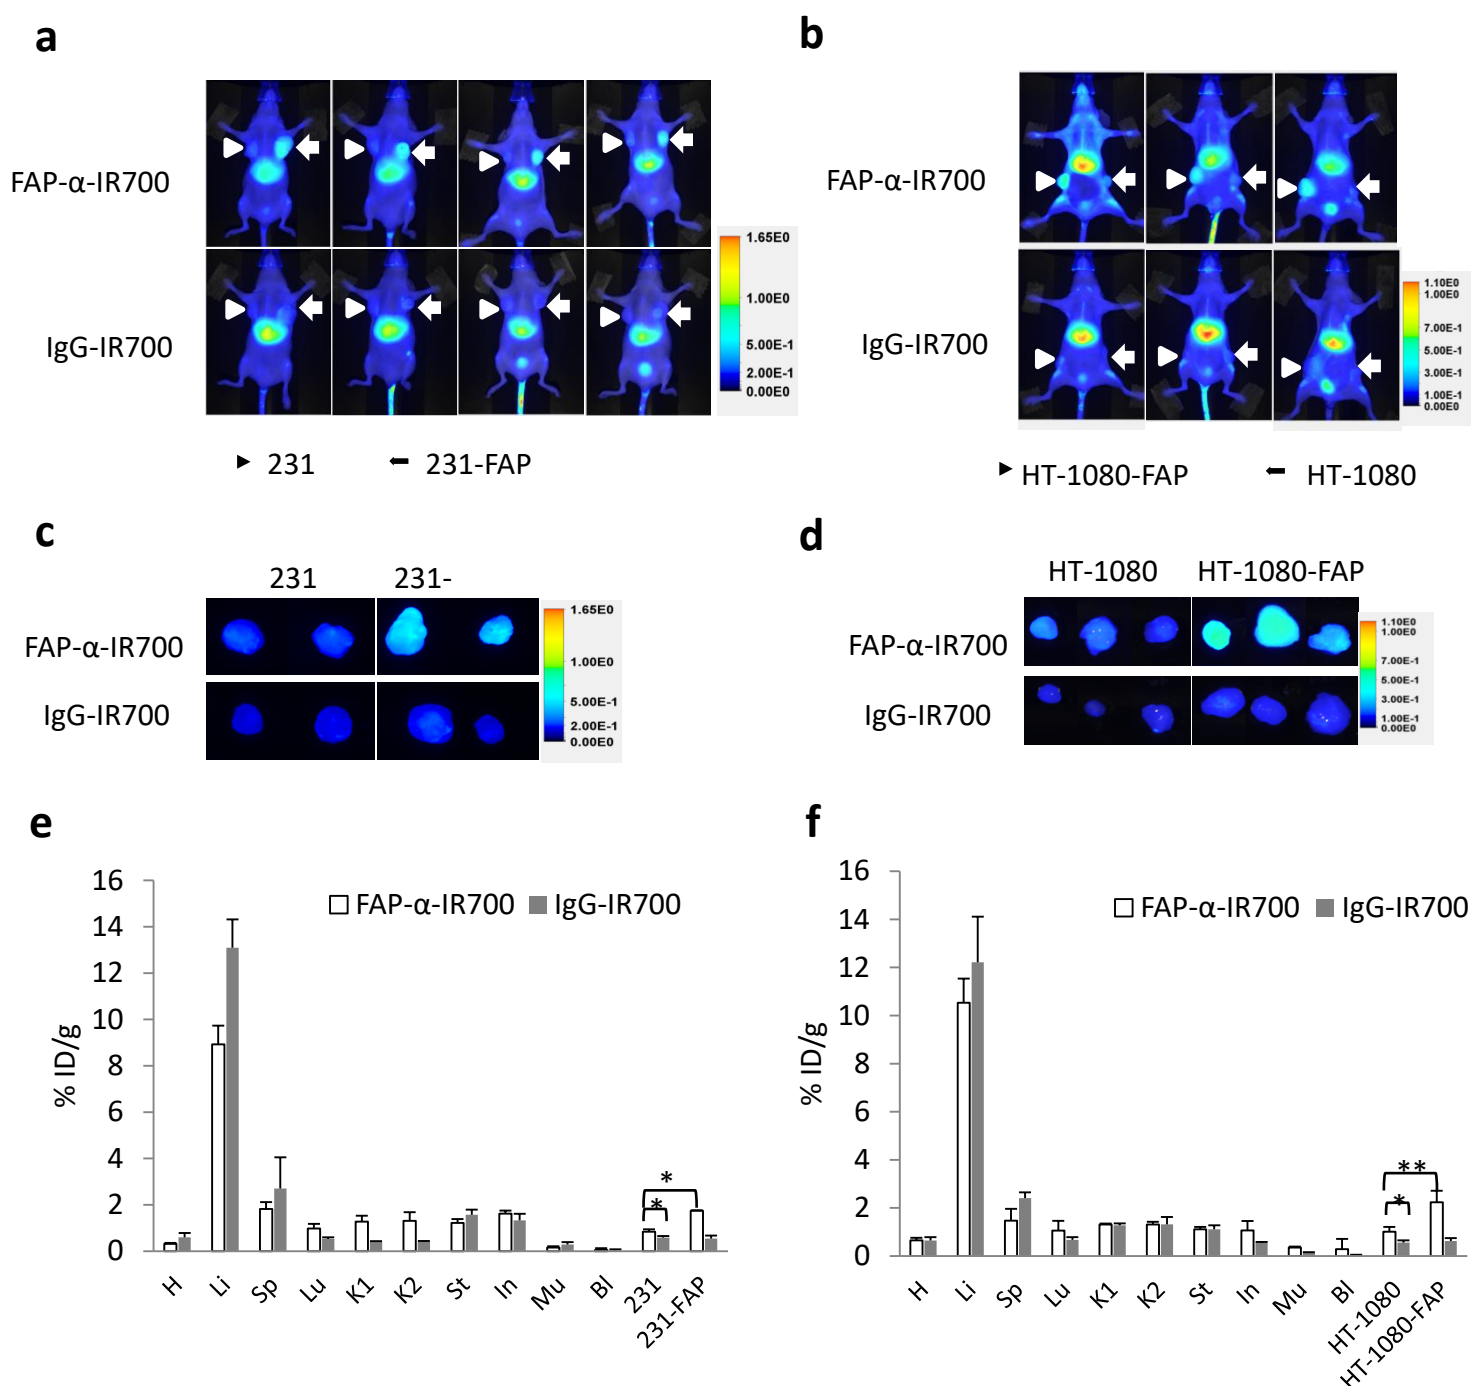 a
FAP-α-IR700
IgG-IR700
1.65E0
1.00E0
5.00E-1
2.00E-1
0.00E0
231
231-FAP
b
FAP-α-IR700
IgG-IR700
1.10E0
1.00E0
7.00E-1
5.00E-1
3.00E-1
1.00E-1
0.00E0
HT-1080-FAP
HT-1080
c
231 231-
FAP-α-IR700
IgG-IR700
1.65E0
1.00E0
5.00E-1
2.00E-1
0.00E0
d
HT-1080 HT-1080-FAP
FAP-α-IR700
IgG-IR700
1.10E0
1.00E0
7.00E-1
5.00E-1
3.00E-1
1.00E-1
0.00E0
e
FAP-α-IR700 IgG-IR700
% ID/g
16
14
12
10
8
6
4
2
0
*
*
H Li Sp Lu K1 K2 St In Mu Bl 231 231-FAP
f
FAP-α-IR700 IgG-IR700
% ID/g
16
14
12
10
8
6
4
2
0
**
*
H Li Sp Lu K1 K2 St In Mu Bl HT-1080 HT-1080-FAP